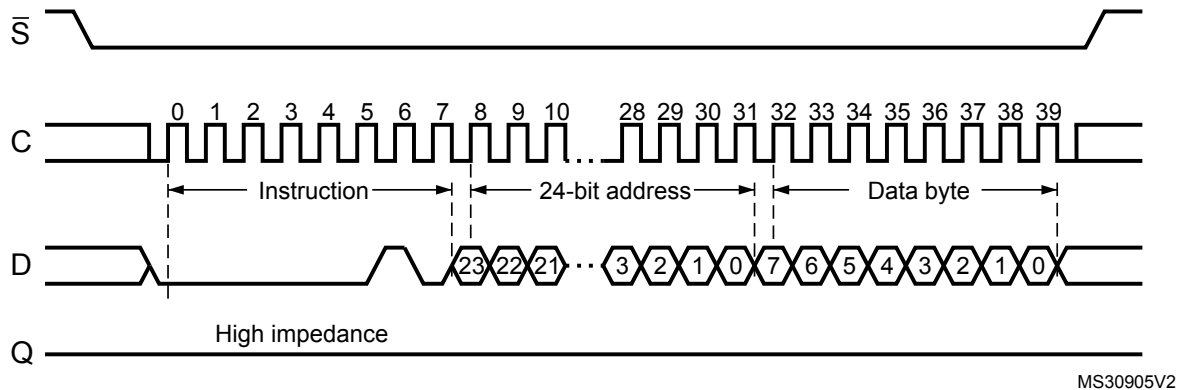 S̅
0 1 2 3 4 5 6 7 8 9 10 28 29 30 31 32 33 34 35 36 37 38 39
C
Instruction 24-bit address Data byte
D 23 22 21 3 2 1 0 7 6 5 4 3 2 1 0
High impedance
Q
MS30905V2